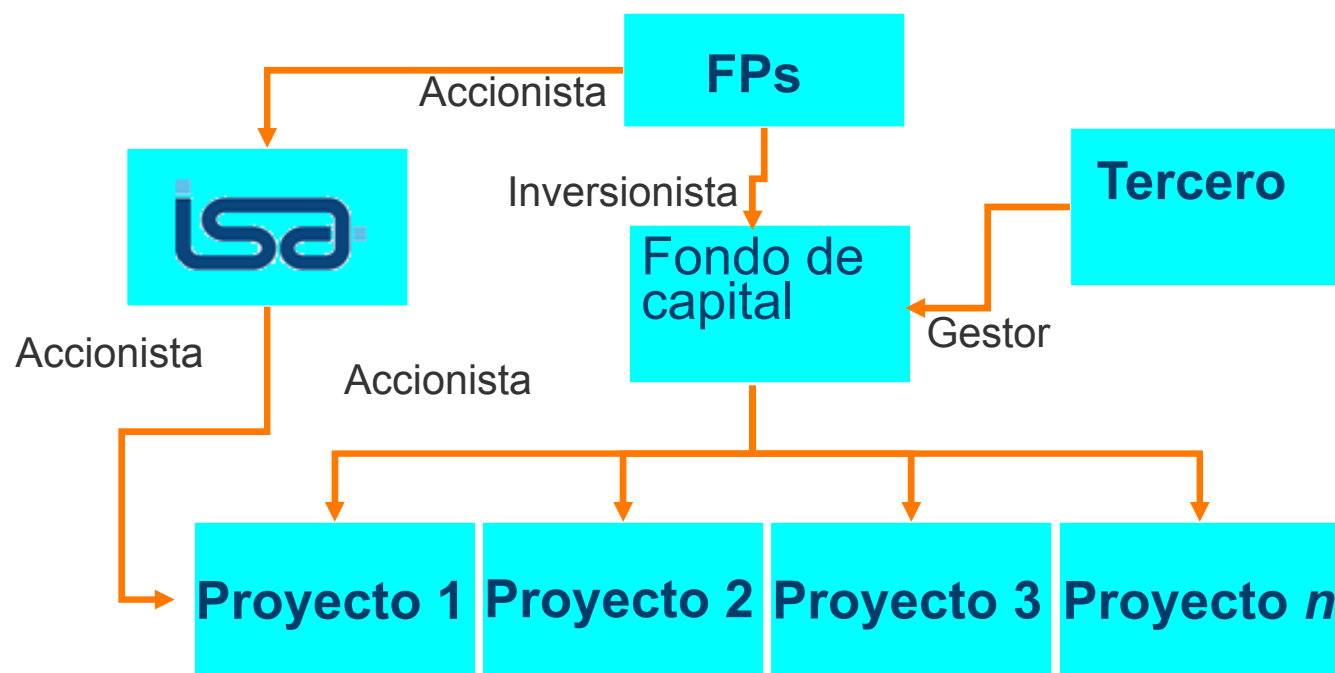 FPs
Accionista
isa
Tercero
Inversionista
Fondo de
capital
Gestor
Accionista
Accionista
Proyecto 1
Proyecto 2
Proyecto 3
Proyecto n